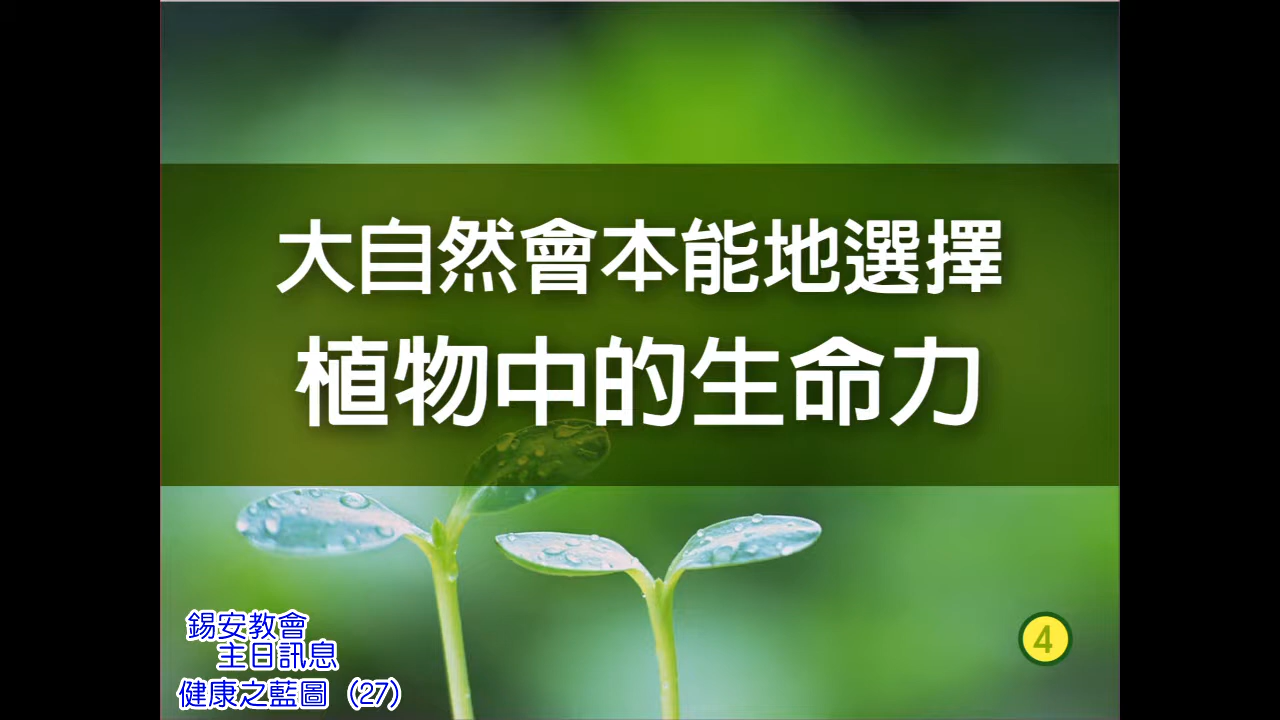 大自然會本能地選擇
植物中的生命力
錫安教會
主日訊息
健康之藍圖 (27)
4